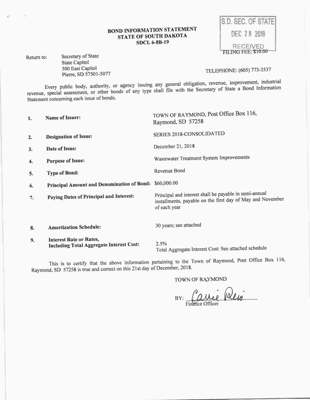 BOND INFORMATION STATEMENT
STATE OF SOUTH DAKOTA
SDCL 6-8B-19
S.D. SEC. OF STATE
DEC 28 2018
RECEIVED
FILING FEE: $10.00
Return to: Secretary of State
State Capitol
500 East Capitol
Pierre, SD 57501-5077
TELEPHONE: (605) 773-3537
Every public body, authority, or agency issuing any general obligation, revenue, improvement, industrial
revenue, special assessment, or other bonds of any type shall file with the Secretary of State a Bond Information
Statement concerning each issue of bonds.
1. Name of Issuer: TOWN OF RAYMOND, Post Office Box 116,
Raymond, SD 57258
2. Designation of Issue: SERIES 2018-CONSOLIDATED
3. Date of Issue: December 21, 2018
4. Purpose of Issue: Wastewater Treatment System Improvements
5. Type of Bond: Revenue Bond
6. Principal Amount and Denomination of Bond: $60,000.00
7. Paying Dates of Principal and Interest: Principal and interest shall be payable in semi-annual
installments, payable on the first day of May and November
of each year
8. Amortization Schedule: 30 years; see attached
9. Interest Rate or Rates,
Including Total Aggregate Interest Cost: 2.5%
Total Aggregate Interest Cost: See attached schedule
This is to certify that the above information pertaining to the Town of Raymond, Post Office Box 116,
Raymond, SD 57258 is true and correct on this 21st day of December, 2018.
TOWN OF RAYMOND
BY: Carrie
Finance Officer